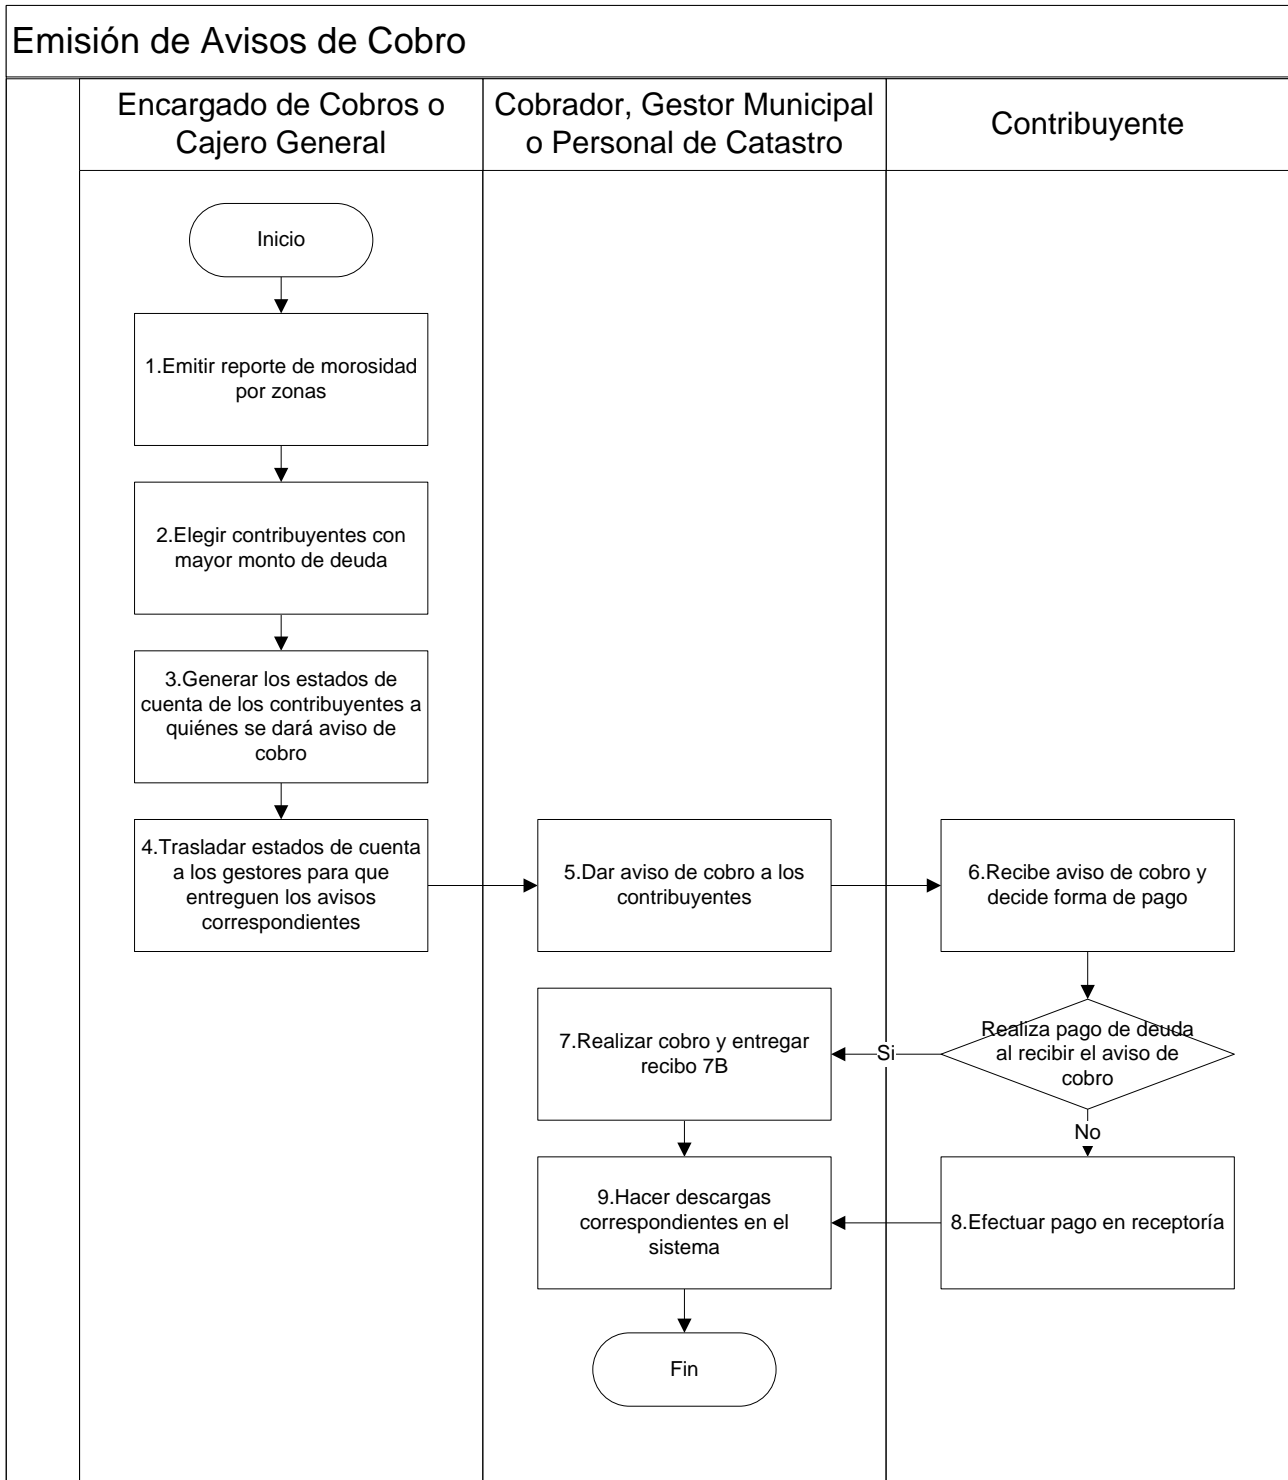 Emisión de Avisos de Cobro
Encargado de Cobros o
Cajero General
Cobrador, Gestor Municipal
o Personal de Catastro
Contribuyente
Inicio
1.Emitir reporte de morosidad
por zonas
2.Elegir contribuyentes con
mayor monto de deuda
3.Generar los estados de
cuenta de los contribuyentes a
quiénes se dará aviso de
cobro
4.Trasladar estados de cuenta
a los gestores para que
entreguen los avisos
correspondientes
5.Dar aviso de cobro a los
contribuyentes
6.Recibe aviso de cobro y
decide forma de pago
Realiza pago de deuda
al recibir el aviso de
cobro
Si
7.Realizar cobro y entregar
recibo 7B
No
8.Efectuar pago en receptoría
9.Hacer descargas
correspondientes en el
sistema
Fin